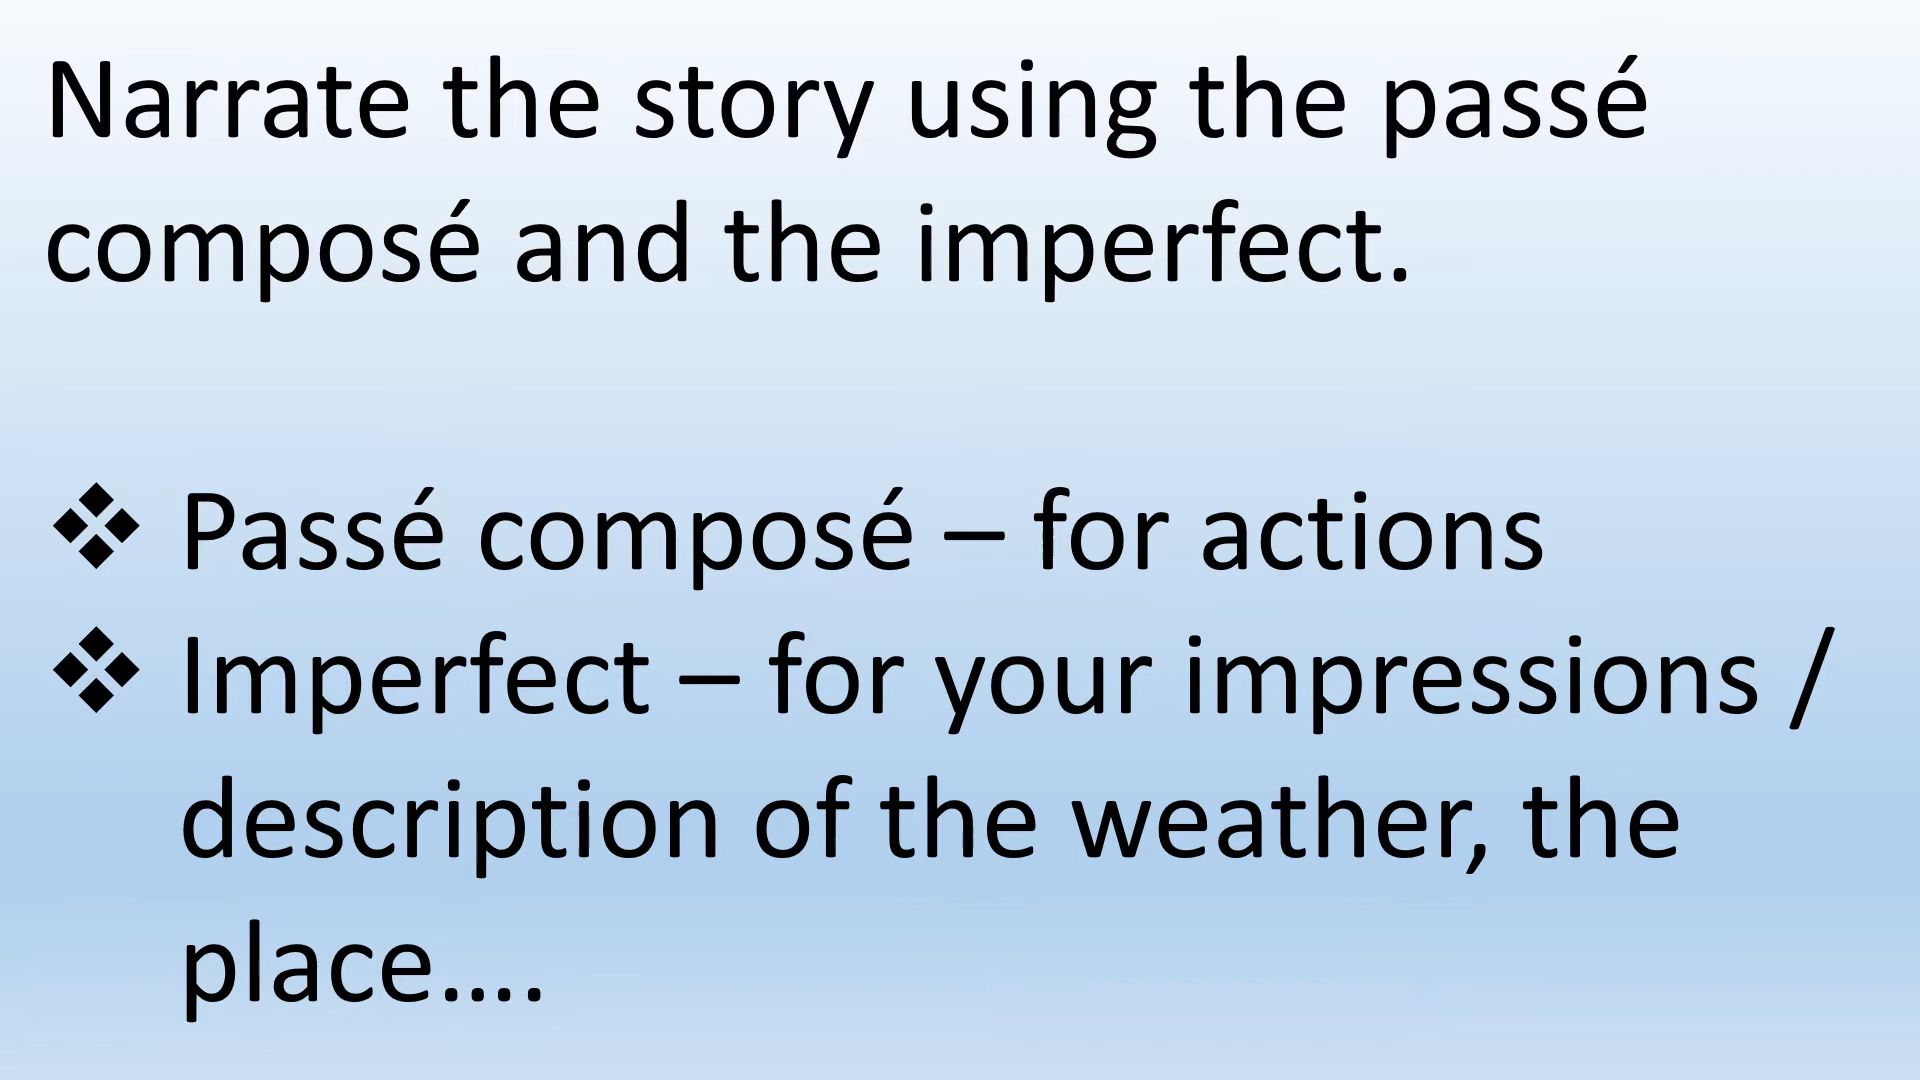 Narrate the story using the passé
composé and the imperfect.
❖ Passé composé – for actions
❖ Imperfect – for your impressions /
description of the weather, the
place….